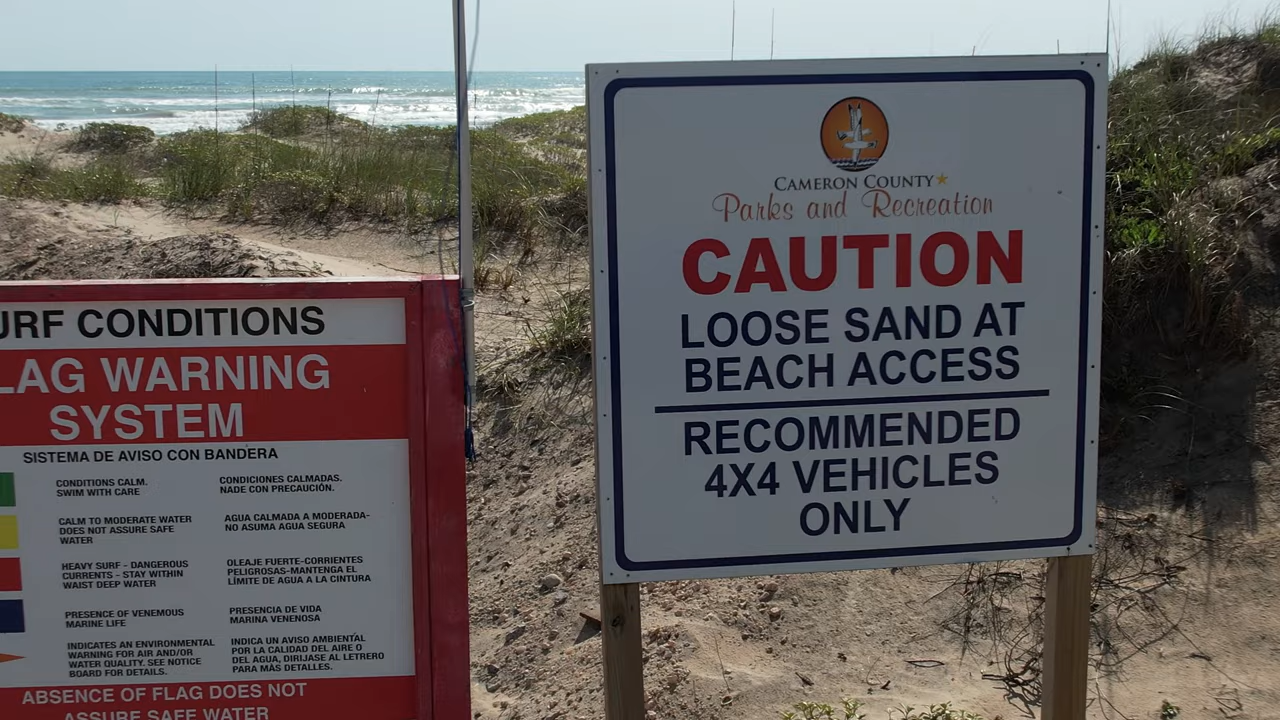 URF CONDITIONS
LAG WARNING
SYSTEM
SISTEMA DE AVISO CON BANDERA
CONDITIONS CALM.
SWIM WITH CARE
CONDICIONES CALMADAS.
NADE CON PRECAUCIÓN.
CALM TO MODERATE WATER
DOES NOT ASSURE SAFE
WATER
AGUA CALMADA A MODERADA-
NO ASUMA AGUA SEGURA
HEAVY SURF - DANGEROUS
CURRENTS - STAY WITHIN
WAIST DEEP WATER
OLEAJE FUERTE-CORRIENTES
PELIGROSAS-MANTENGA EL
LÍMITE DE AGUA A LA CINTURA
PRESENCE OF VENEMOUS
MARINE LIFE
PRESENCIA DE VIDA
MARINA VENENOSA
INDICATES AN ENVIRONMENTAL
WARNING FOR AIR AND/OR
WATER QUALITY. SEE NOTICE
BOARD FOR DETAILS.
INDICA UN AVISO AMBIENTAL
POR LA CALIDAD DEL AIRE O
DEL AGUA, DIRIJASE AL LETRERO
PARA MÁS DETALLES.
ABSENCE OF FLAG DOES NOT
ASSURE SAFE WATER
CAMERON COUNTY
Parks and Recreation
CAUTION
LOOSE SAND AT
BEACH ACCESS
RECOMMENDED
4X4 VEHICLES
ONLY